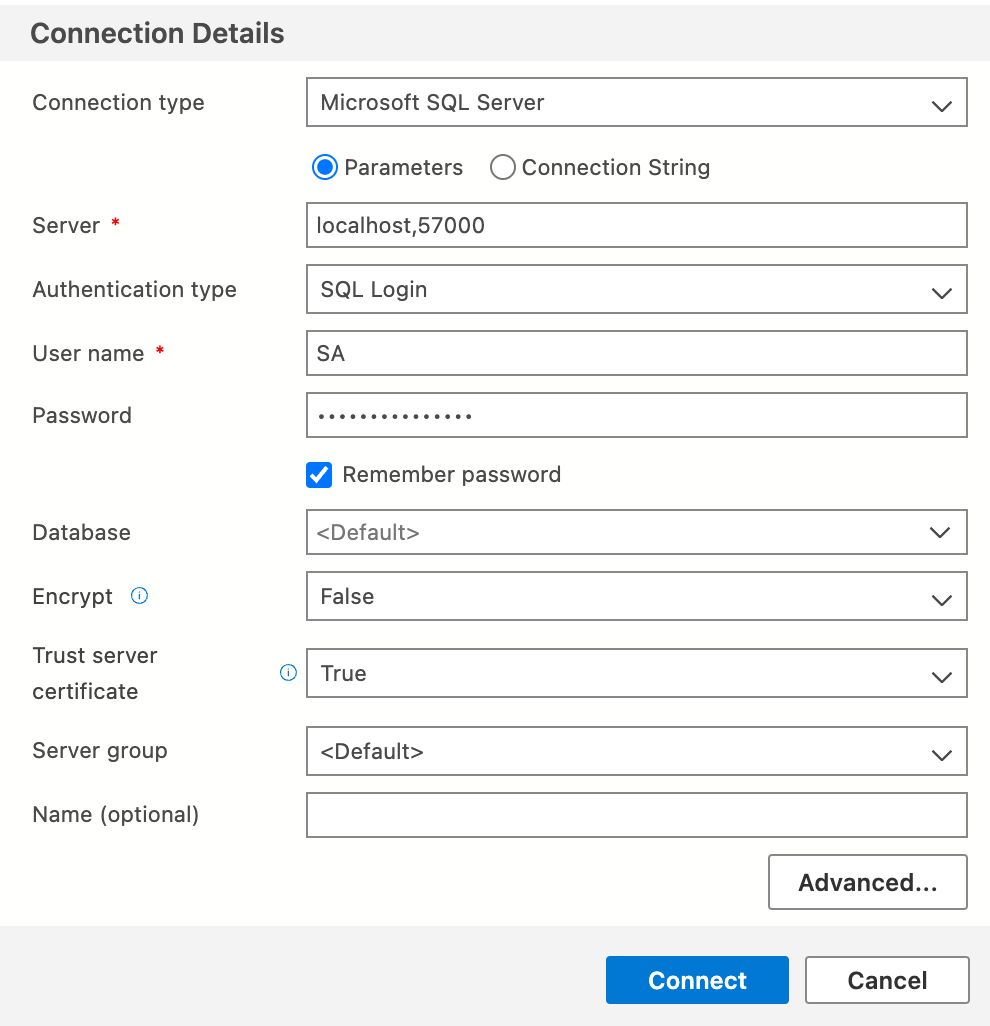 Connection Details
Connection type Microsoft SQL Server
Parameters Connection String
Server * localhost,57000
Authentication type SQL Login
User name * SA
Password •••••••••••••••
Remember password
Database <Default>
Encrypt False
Trust server certificate True
Server group <Default>
Name (optional)
Advanced...
Connect Cancel